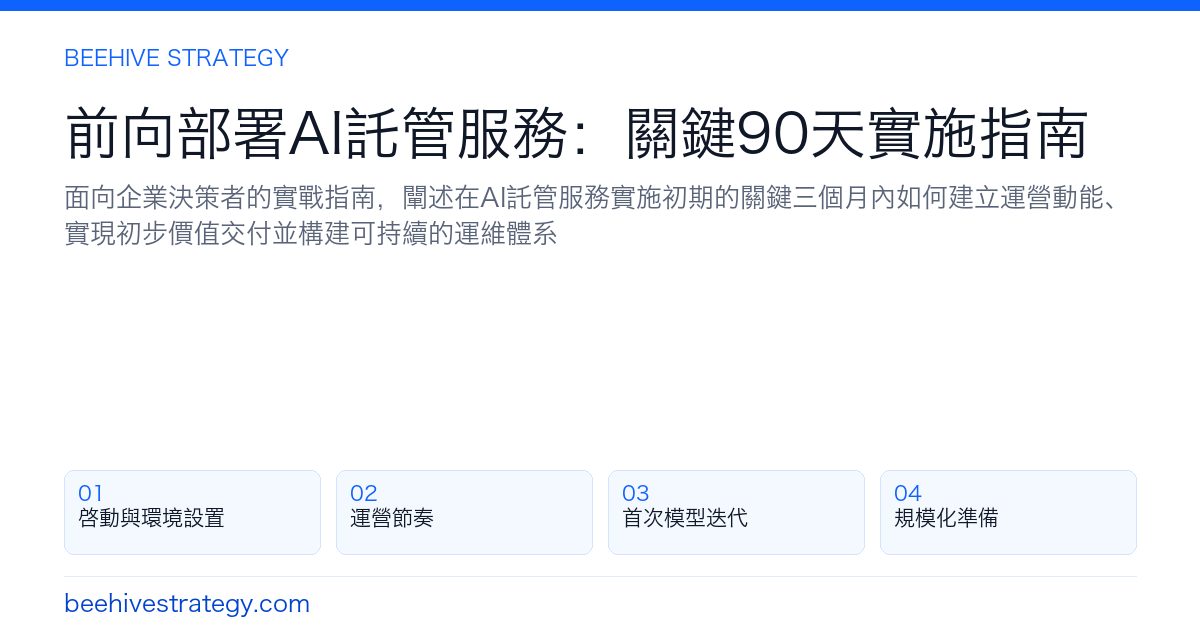 BEEHIVE STRATEGY
前向部署AI託管服務：關鍵90天實施指南
面向企業決策者的實戰指南，闡述在AI託管服務實施初期的關鍵三個月內如何建立運營動能、
實現初步價值交付並構建可持續的運維體系
01
啓動與環境設置
02
運營節奏
03
首次模型迭代
04
規模化準備
beehivestrategy.com